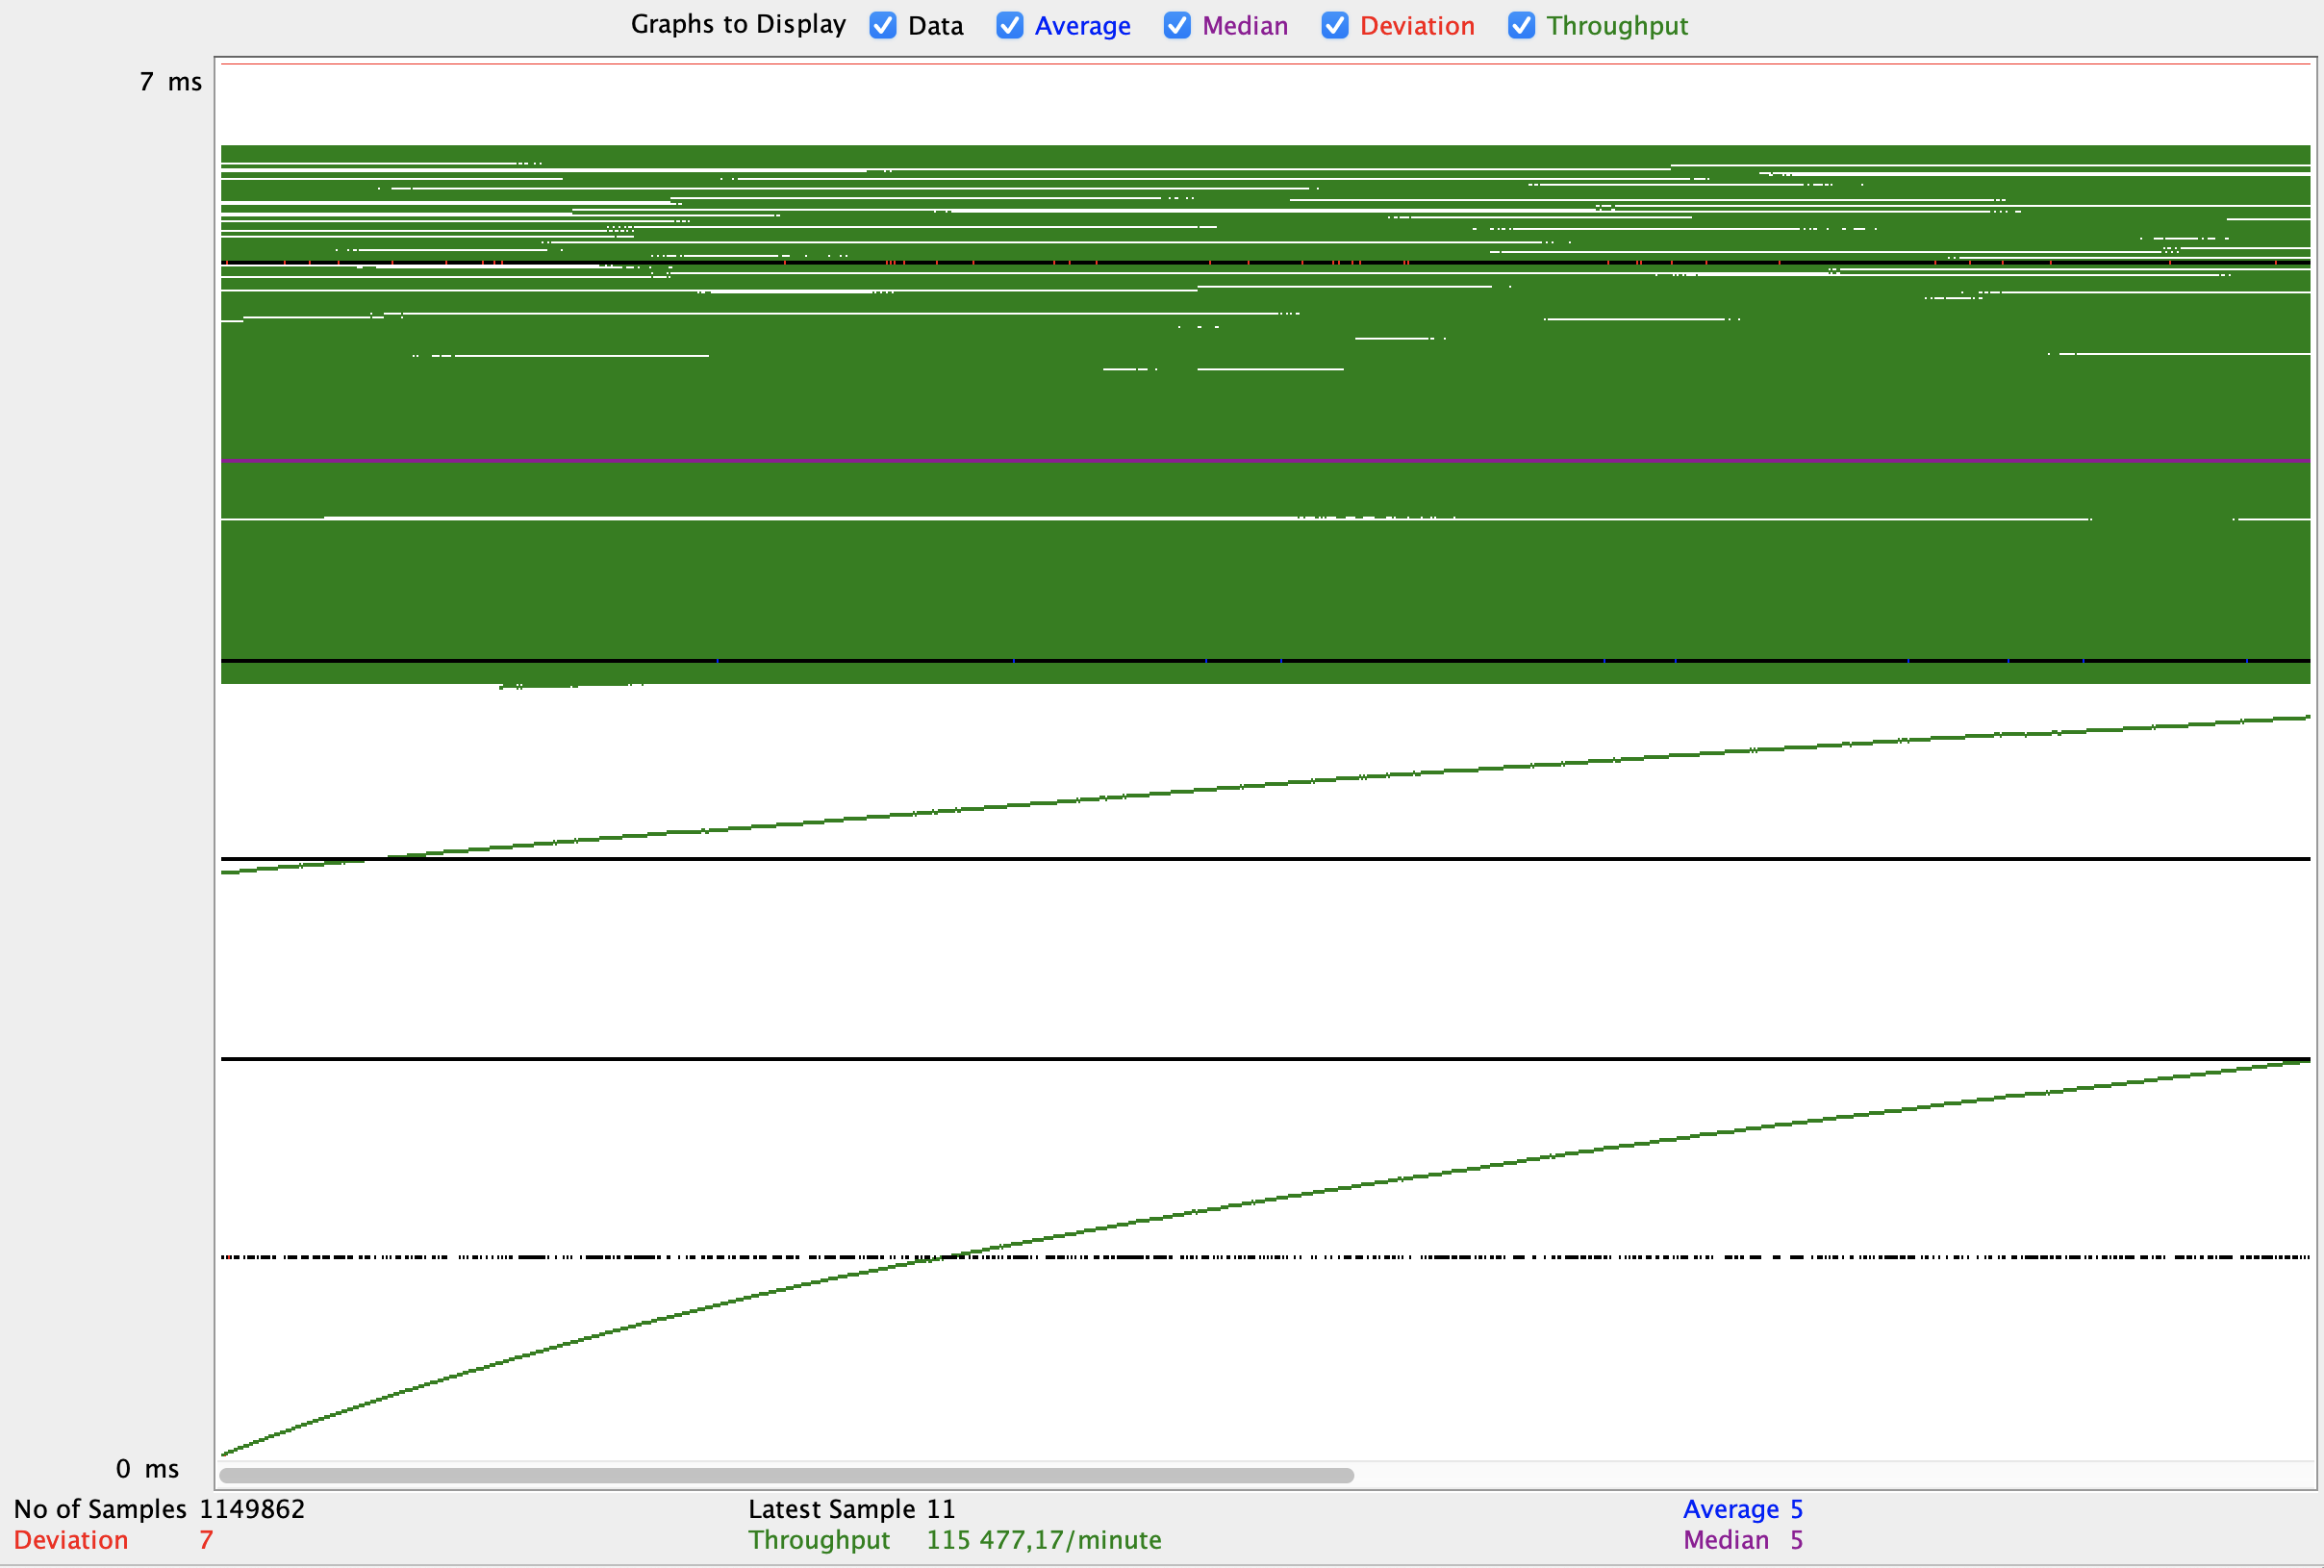 Graphs to Display Data Average Median Deviation Throughput
7 ms
0 ms
No of Samples 1149862 Latest Sample 11 Average 5
Deviation 7 Throughput 115 477,17/minute Median 5